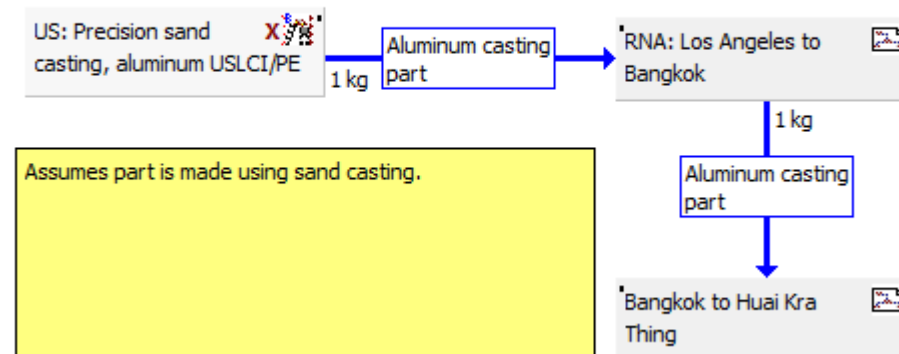 US: Precision sand
casting, aluminum USLCI/PE
X
1 kg
Aluminum casting
part
RNA: Los Angeles to
Bangkok
1 kg
Aluminum casting
part
Assumes part is made using sand casting.
Bangkok to Huai Kra
Thing